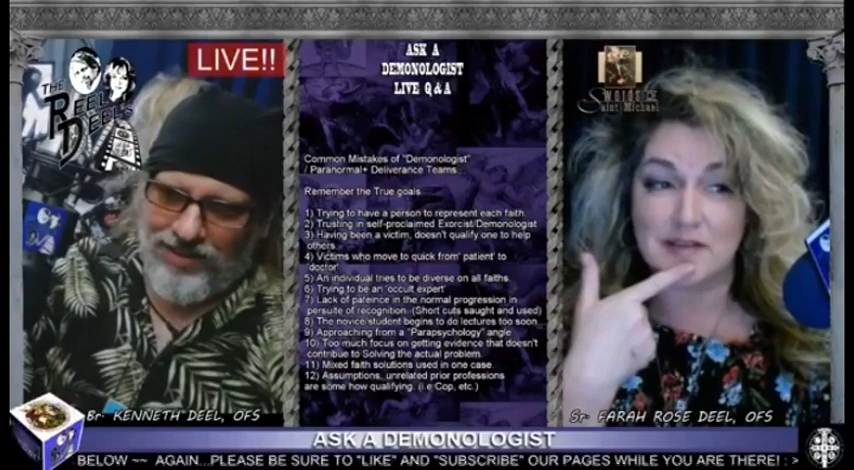 THE
REEL
DEELS
LIVE!!
ASK A
DEMONOLOGIST
LIVE Q&A
Common Mistakes of "Demonologist"
/ Paranormal+ Deliverance Teams.
Remember the True goals
1) Trying to have a person to represent each faith.
2) Trusting in self-proclaimed Exorcist/Demonologist
3) Having been a victim, doesn't qualify one to help
others.
4) Victims who move to quick from' patient' to
'doctor'
5) An individual tries to be diverse on all faiths.
6) Trying to be an 'occult expert'
7) Lack of pareince in the normal progression in
persuite of recognition. (Short cuts saught and used)
8) The novice/student begins to do lectures too soon
9) Approaching from a "Parapsychology" angle
10) Too much focus on getting evidence that doesn't
contribue to Solving the actual problem.
11) Mixed faith solutions used in one case.
12) Assumptions, unrelated prior professions
are some how qualifying. (i.e Cop, etc.)
Saint Michael
Br. KENNETH DEEL, OFS
Sr. FARAH ROSE DEEL, OFS
ASK A DEMONOLOGIST
BELOW ~~ AGAIN...PLEASE BE SURE TO "LIKE" AND "SUBSCRIBE" OUR PAGES WHILE YOU ARE THERE! : >